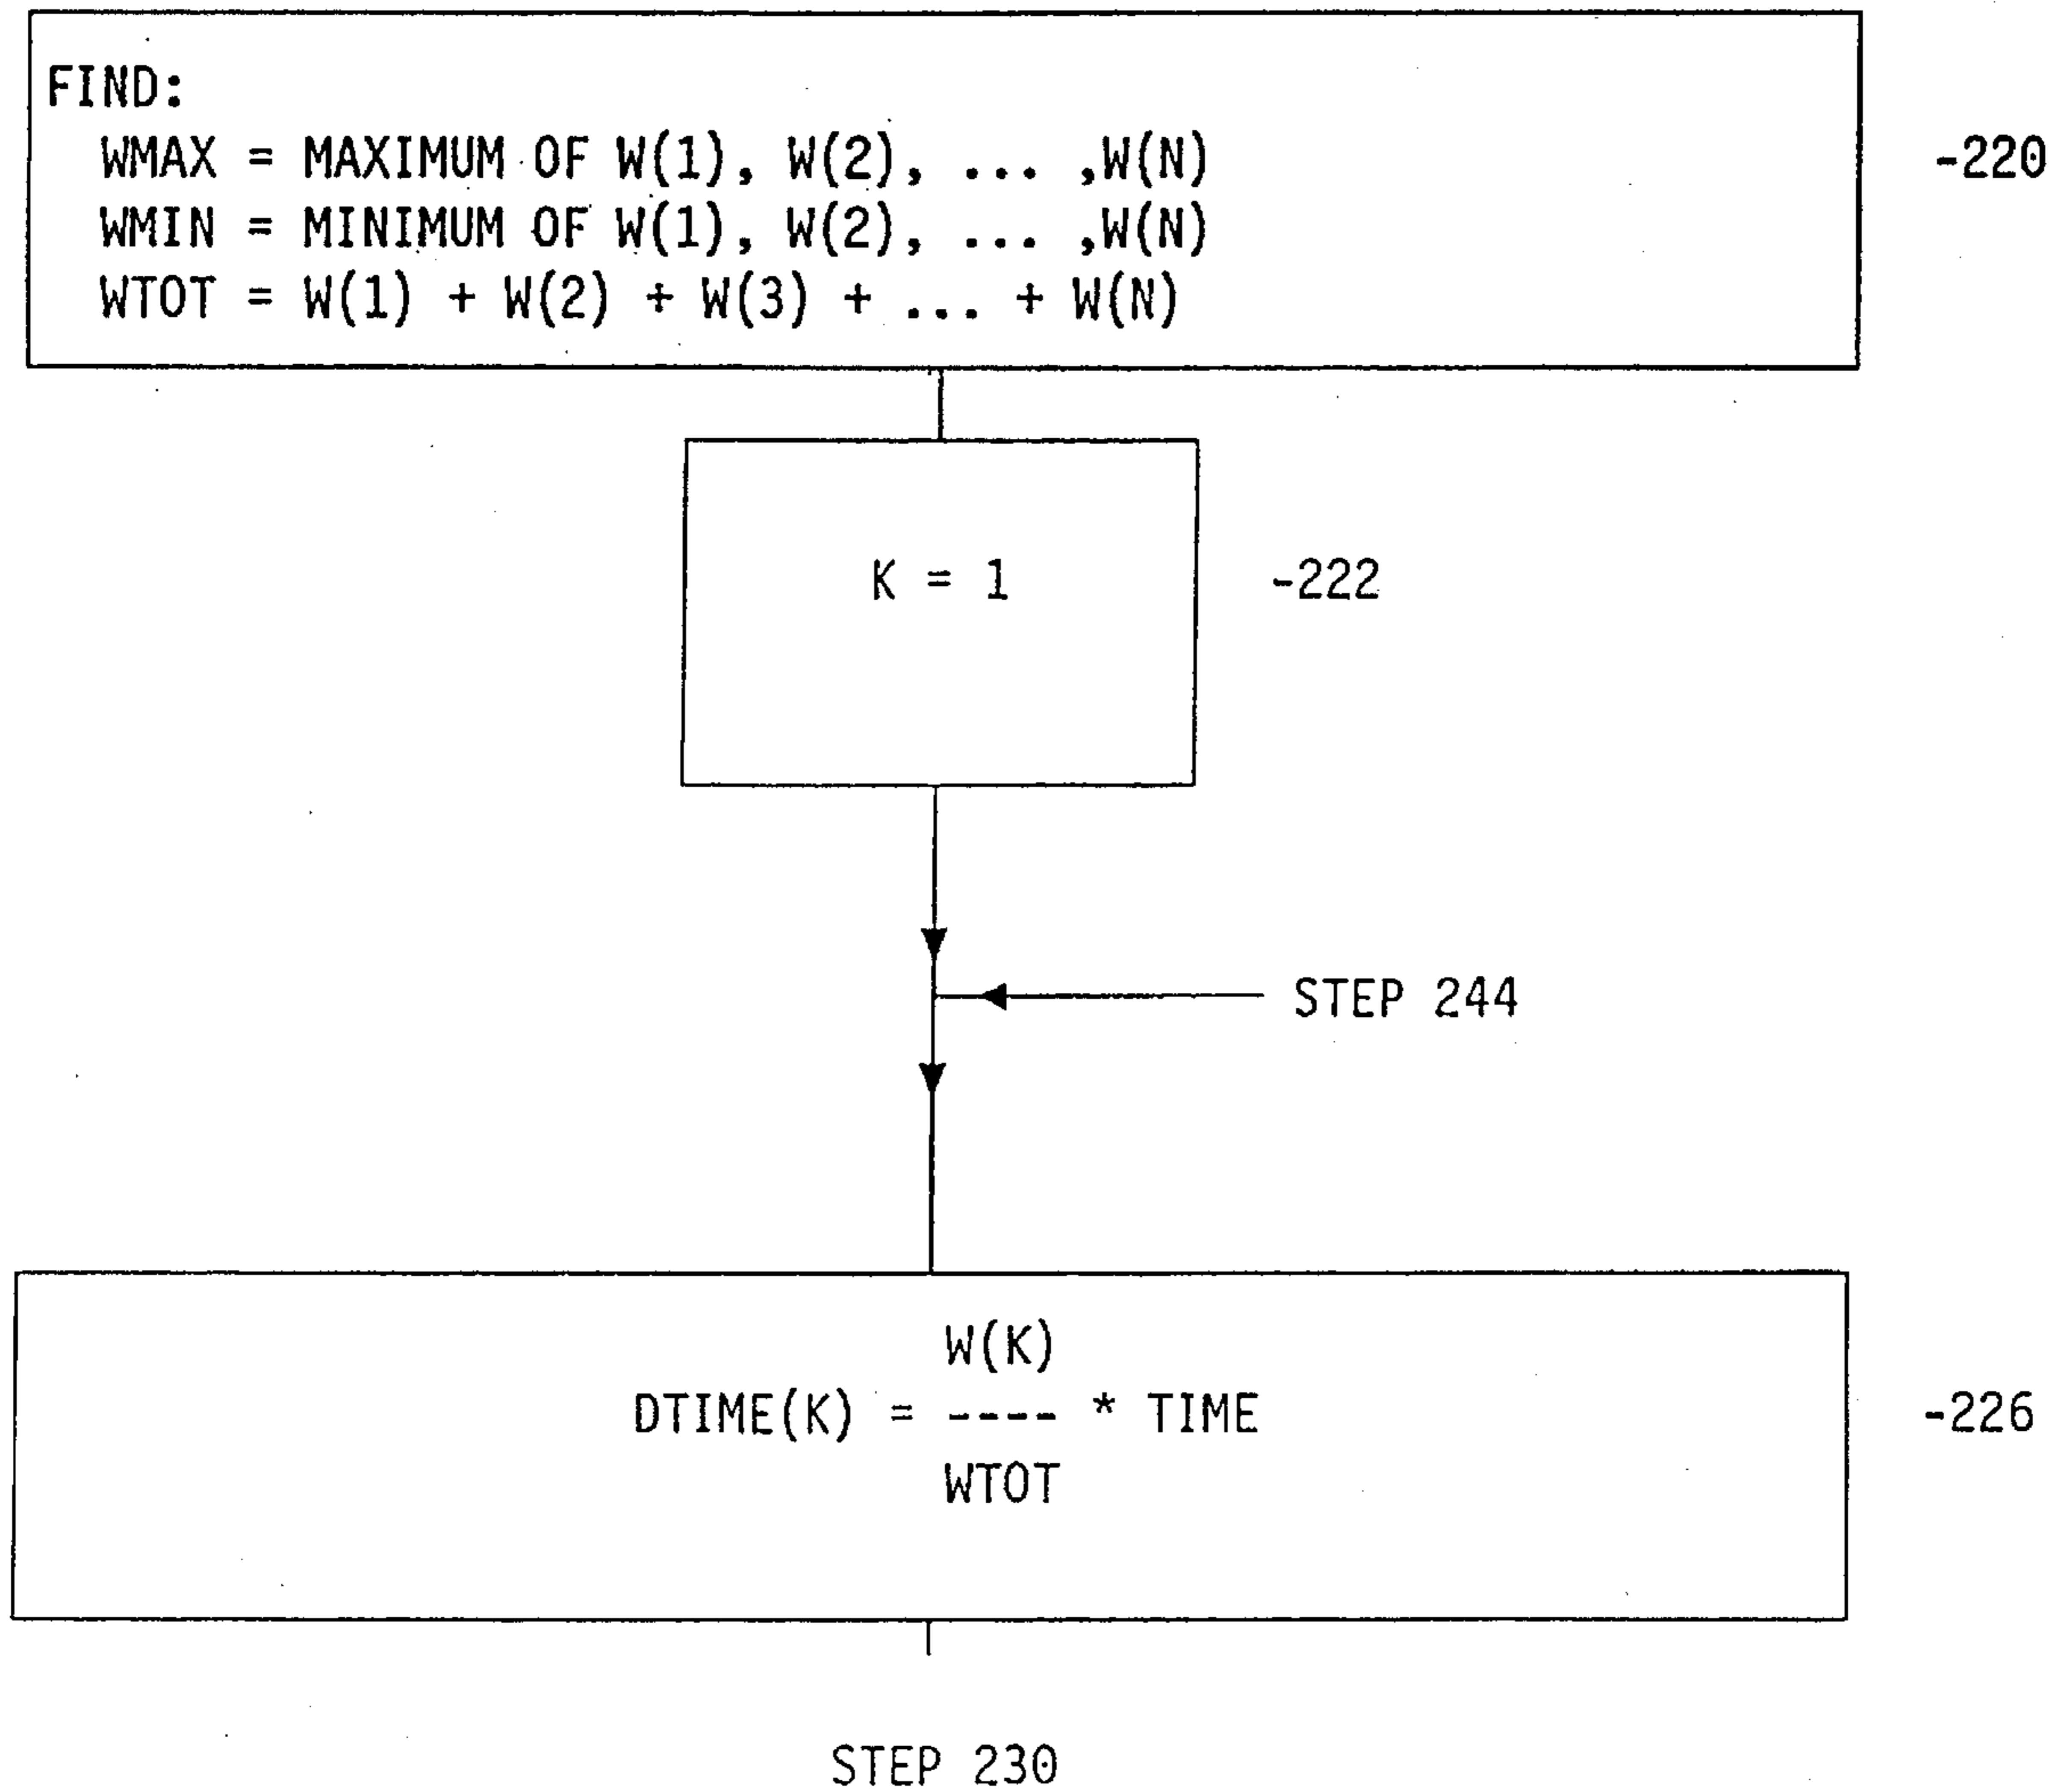 FIND:
WMAX = MAXIMUM OF W(1), W(2), ... ,W(N)
-220
WMIN = MINIMUM OF W(1), W(2), ... ,W(N)
WTOT = W(1) + W(2) + W(3) + ... + W(N)
K = 1
-222
STEP 244
W(K)
DTIME(K) = ---- * TIME
-226
WTOT
STEP 230